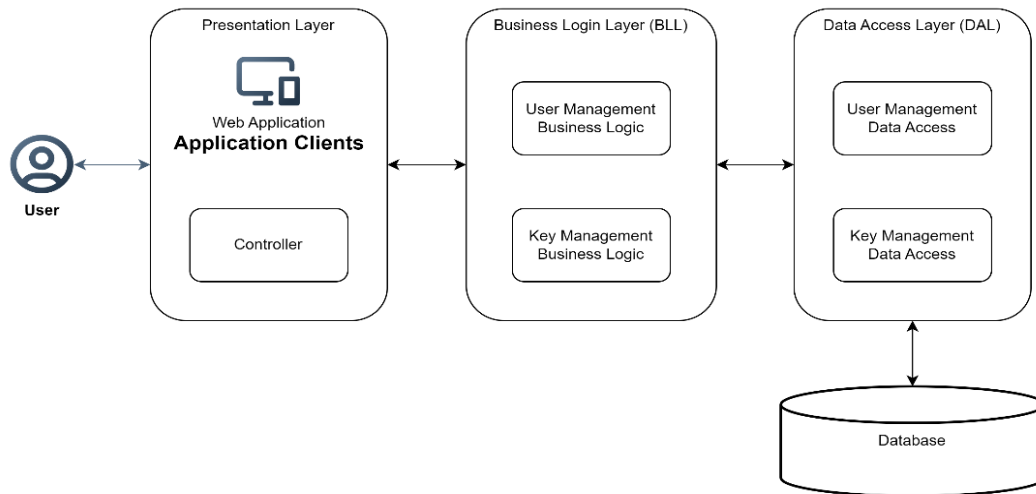 Presentation Layer
Web Application
Application Clients
Controller
User
Business Login Layer (BLL)
User Management
Business Logic
Key Management
Business Logic
Data Access Layer (DAL)
User Management
Data Access
Key Management
Data Access
Database